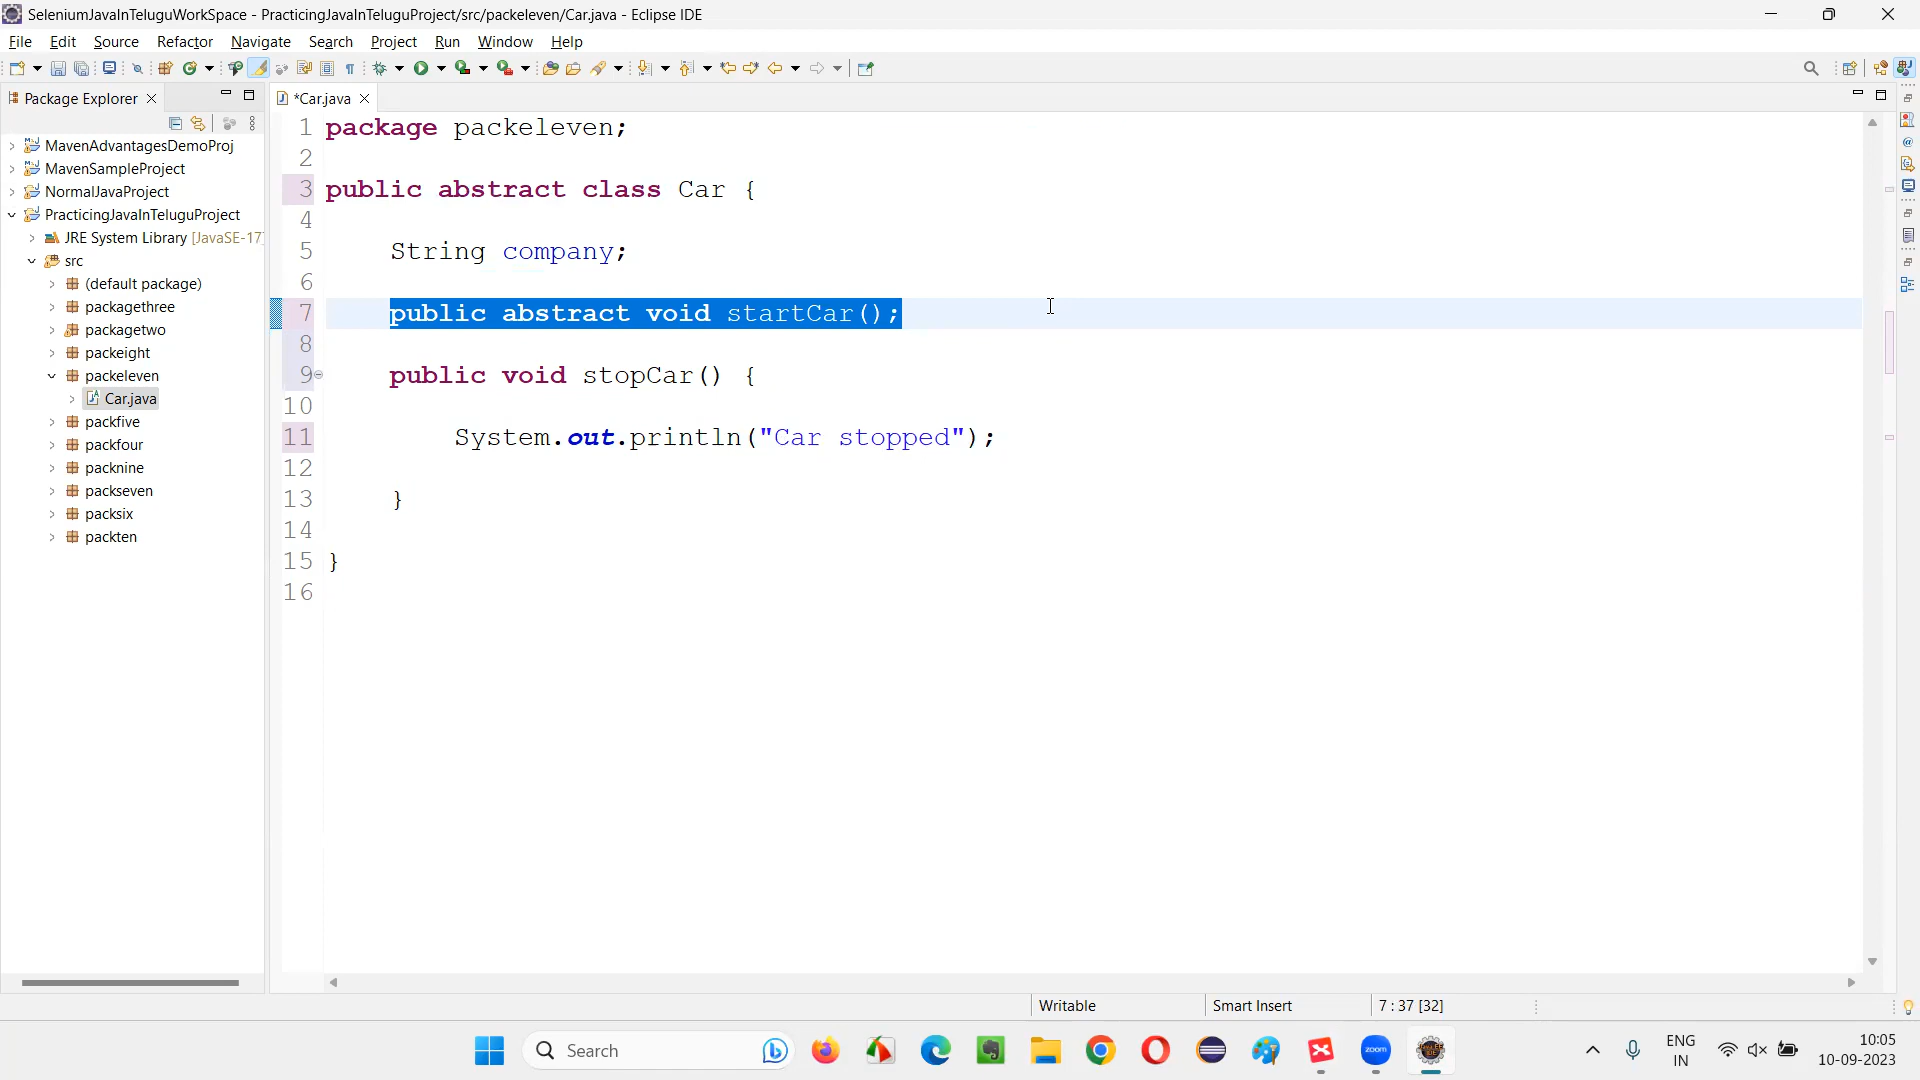 SeleniumJavaInTeluguWorkSpace - PracticingJavaInTeluguProject/src/packeleven/Car.java - Eclipse IDE
File Edit Source Refactor Navigate Search Project Run Window Help
Package Explorer
MavenAdvantagesDemoProj
MavenSampleProject
NormalJavaProject
PracticingJavaInTeluguProject
JRE System Library [JavaSE-17]
src
(default package)
packagethree
packagetwo
packeight
packeleven
Car.java
packfive
packfour
packnine
packseven
packsix
packten
*Car.java
1 package packeleven;
2
3 public abstract class Car {
4
5 String company;
6
7 public abstract void startCar();
8
9 public void stopCar() {
10
11 System.out.println("Car stopped");
12
13 }
14
15 }
16
Writable Smart Insert 7 : 37 [32]
Search
zoom
ENG
IN
10:05
10-09-2023